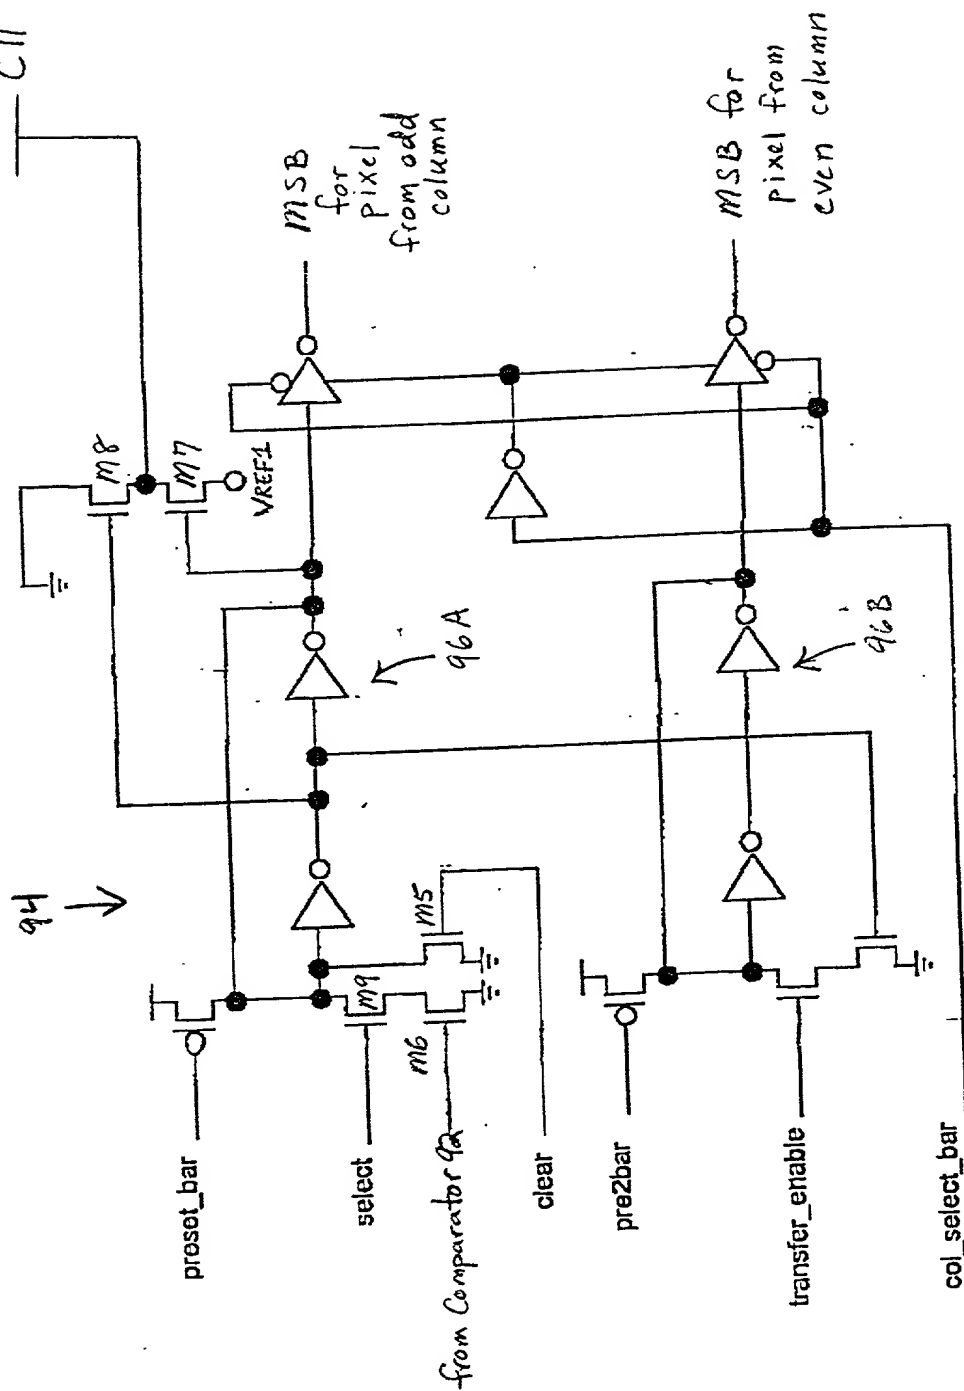 C11
94
M8
M7
VREF1
MSB
for
pixel
from odd
column
96A
prosot_bar
M9
M5
M6
select
from Comparator 92
clear
MSB for
pixel from
even column
96B
pre2bar
transfer_enable
col_select_bar